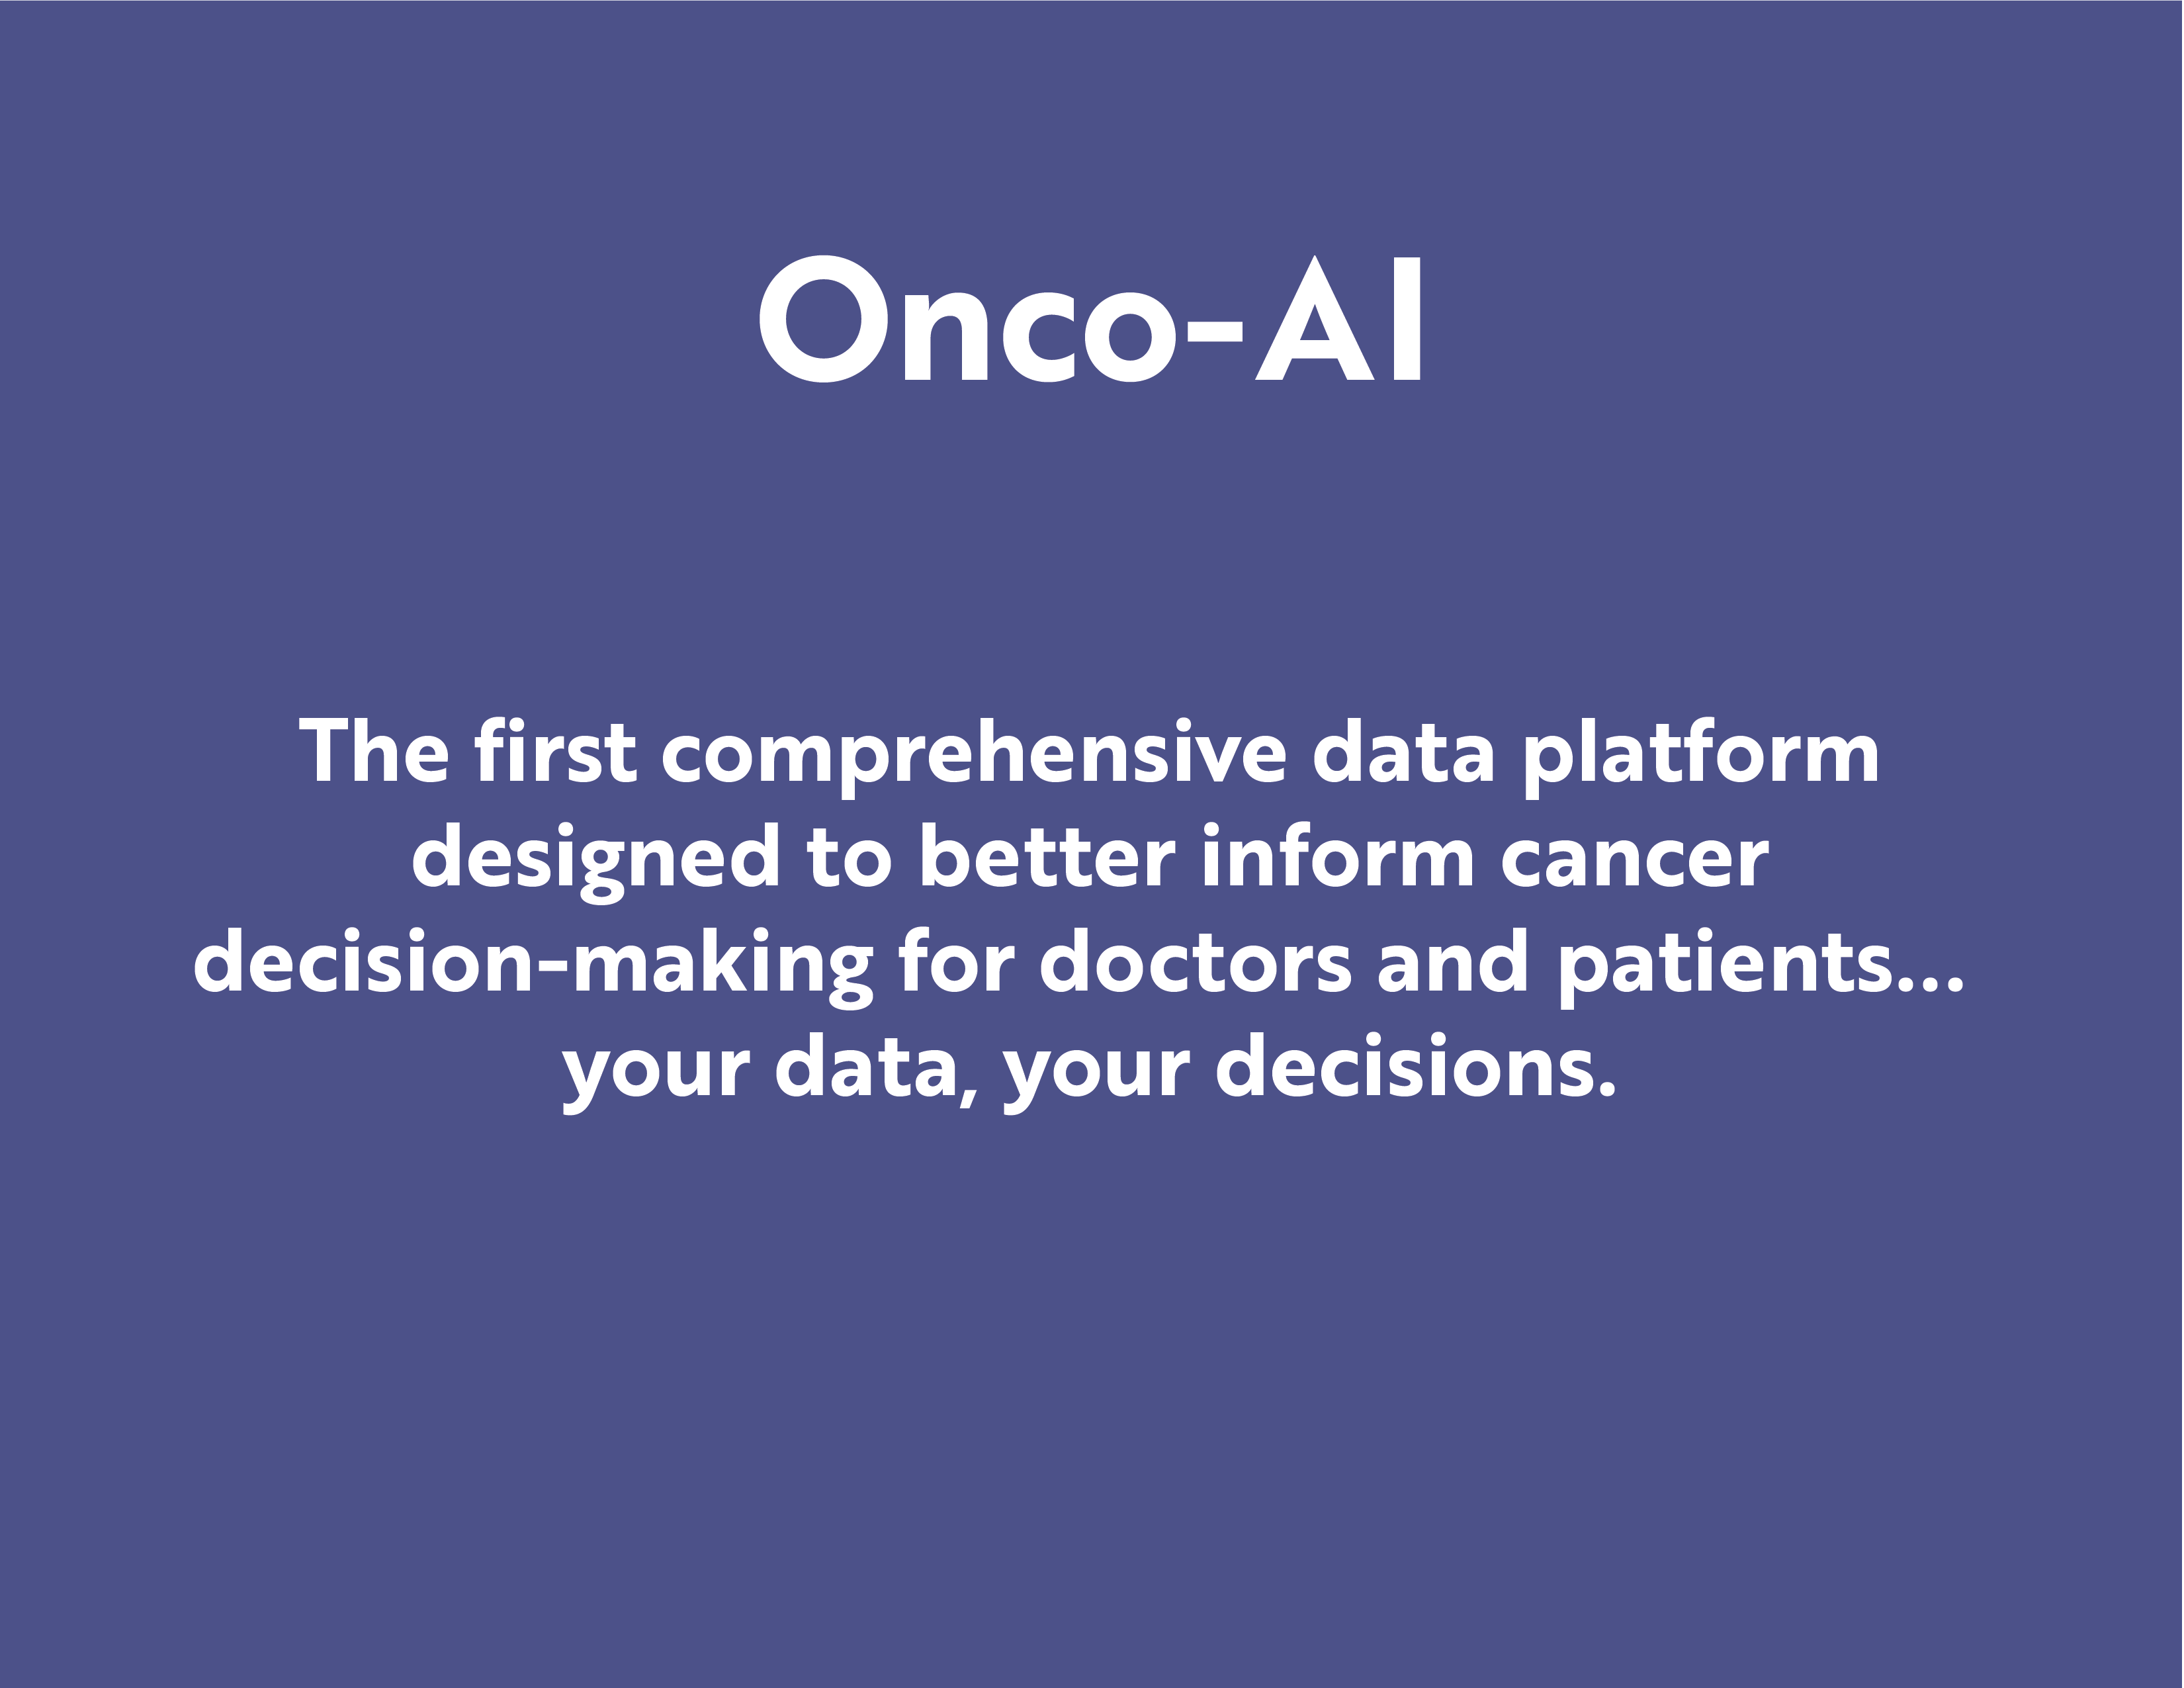 Onco-AI
The first comprehensive data platform
designed to better inform cancer
decision-making for doctors and patients...
your data, your decisions.